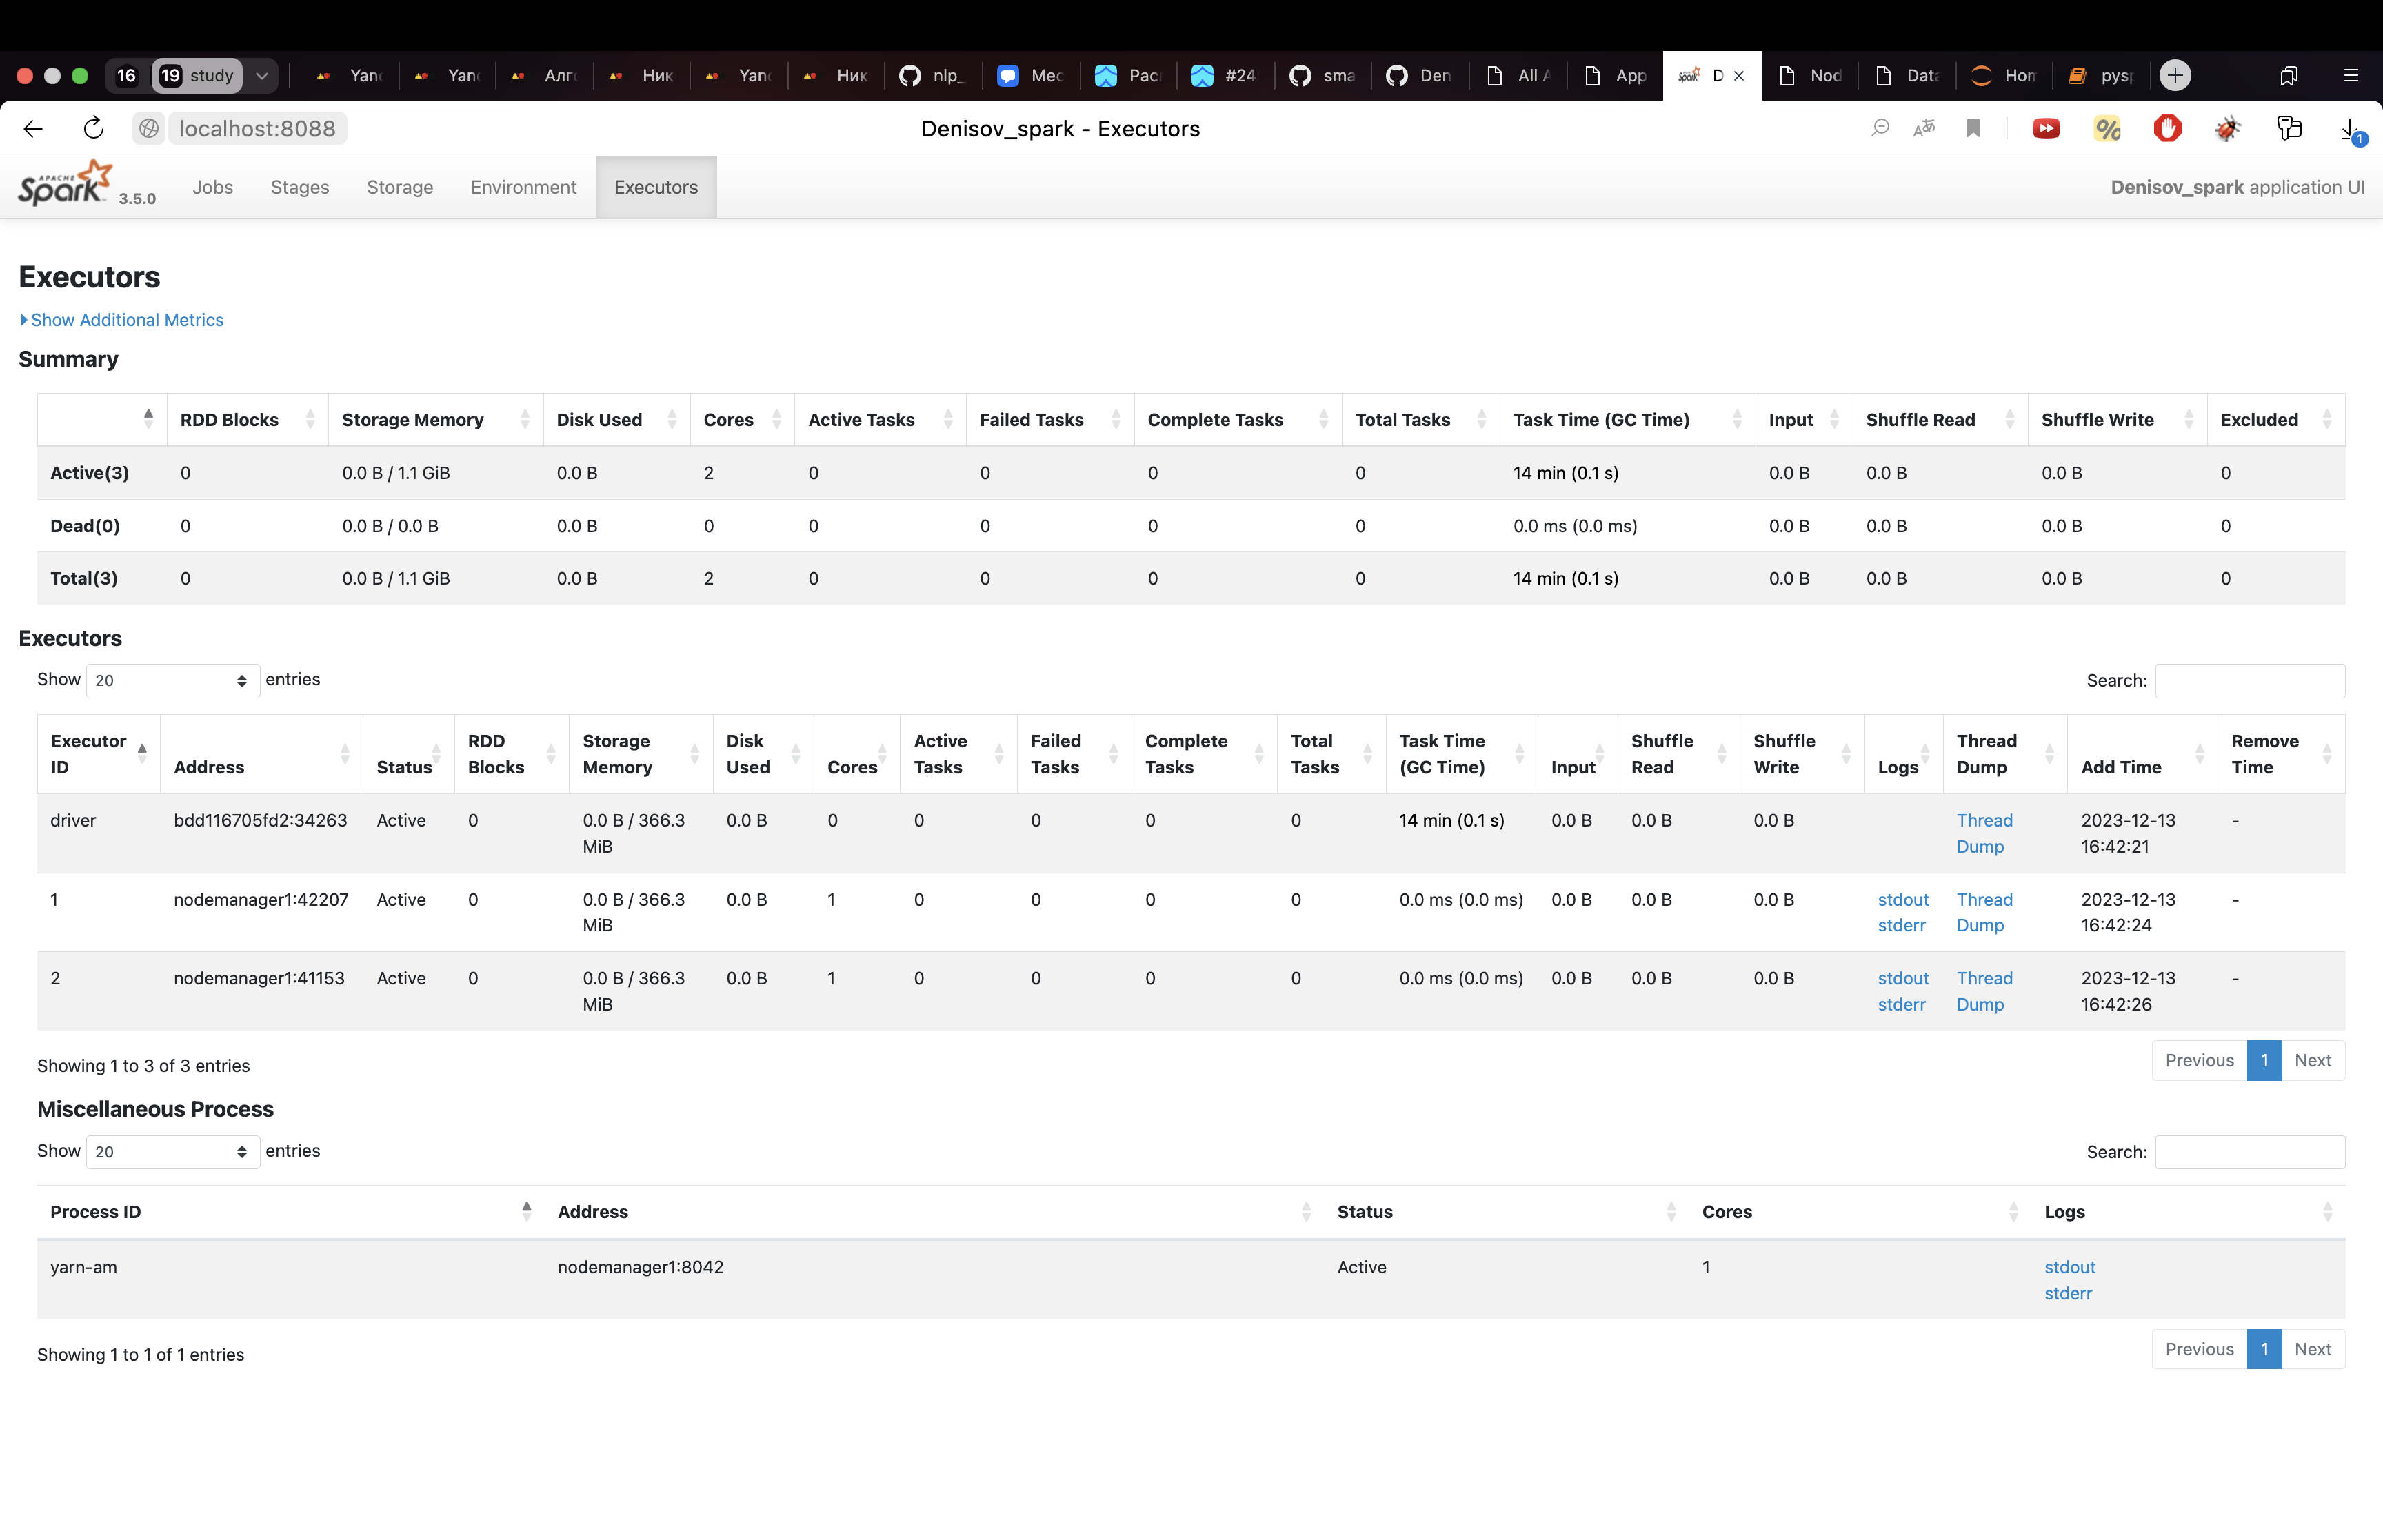 16 19 study Yan Yan Алг Ник Yan Ник nlp_ Мес Рас #24 sma Den All A App D Nod Data Hom pysp
localhost:8088 Denisov_spark - Executors
APACHE Spark 3.5.0 Jobs Stages Storage Environment Executors Denisov_spark application UI
Executors
Show Additional Metrics
Summary
RDD Blocks Storage Memory Disk Used Cores Active Tasks Failed Tasks Complete Tasks Total Tasks Task Time (GC Time) Input Shuffle Read Shuffle Write Excluded
Active(3) 0 0.0 B / 1.1 GiB 0.0 B 2 0 0 0 0 14 min (0.1 s) 0.0 B 0.0 B 0.0 B 0
Dead(0) 0 0.0 B / 0.0 B 0.0 B 0 0 0 0 0 0.0 ms (0.0 ms) 0.0 B 0.0 B 0.0 B 0
Total(3) 0 0.0 B / 1.1 GiB 0.0 B 2 0 0 0 0 14 min (0.1 s) 0.0 B 0.0 B 0.0 B 0
Executors
Show 20 entries Search:
Executor ID Address Status RDD Blocks Storage Memory Disk Used Cores Active Tasks Failed Tasks Complete Tasks Total Tasks Task Time (GC Time) Input Shuffle Read Shuffle Write Logs Thread Dump Add Time Remove Time
driver bdd116705fd2:34263 Active 0 0.0 B / 366.3 MiB 0.0 B 0 0 0 0 0 14 min (0.1 s) 0.0 B 0.0 B 0.0 B Thread Dump 2023-12-13 16:42:21 -
1 nodemanager1:42207 Active 0 0.0 B / 366.3 MiB 0.0 B 1 0 0 0 0 0.0 ms (0.0 ms) 0.0 B 0.0 B 0.0 B stdout stderr Thread Dump 2023-12-13 16:42:24 -
2 nodemanager1:41153 Active 0 0.0 B / 366.3 MiB 0.0 B 1 0 0 0 0 0.0 ms (0.0 ms) 0.0 B 0.0 B 0.0 B stdout stderr Thread Dump 2023-12-13 16:42:26 -
Showing 1 to 3 of 3 entries Previous 1 Next
Miscellaneous Process
Show 20 entries Search:
Process ID Address Status Cores Logs
yarn-am nodemanager1:8042 Active 1 stdout
stderr
Showing 1 to 1 of 1 entries Previous 1 Next